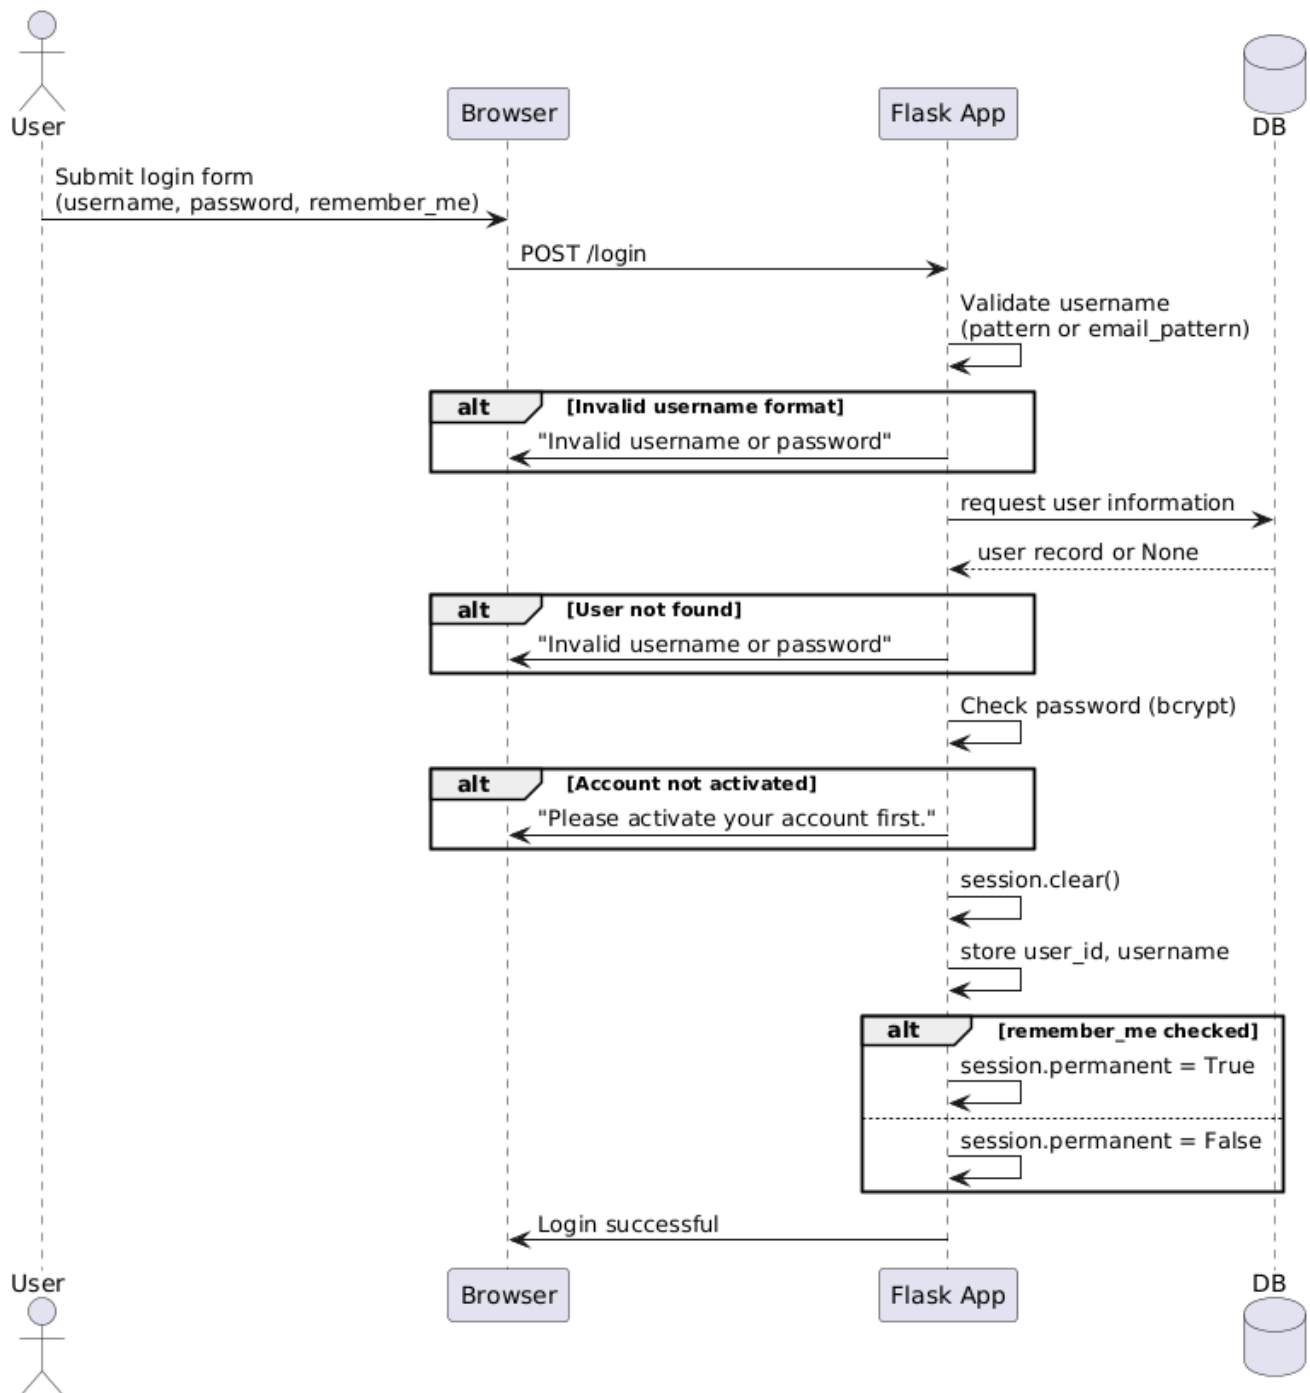 User
Browser
Flask App
DB
Submit login form
(username, password, remember_me)
POST /login
Validate username
(pattern or email_pattern)
alt
[Invalid username format]
"Invalid username or password"
request user information
user record or None
alt
[User not found]
"Invalid username or password"
Check password (bcrypt)
alt
[Account not activated]
"Please activate your account first."
session.clear()
store user_id, username
alt
[remember_me checked]
session.permanent = True
session.permanent = False
Login successful
User
Browser
Flask App
DB